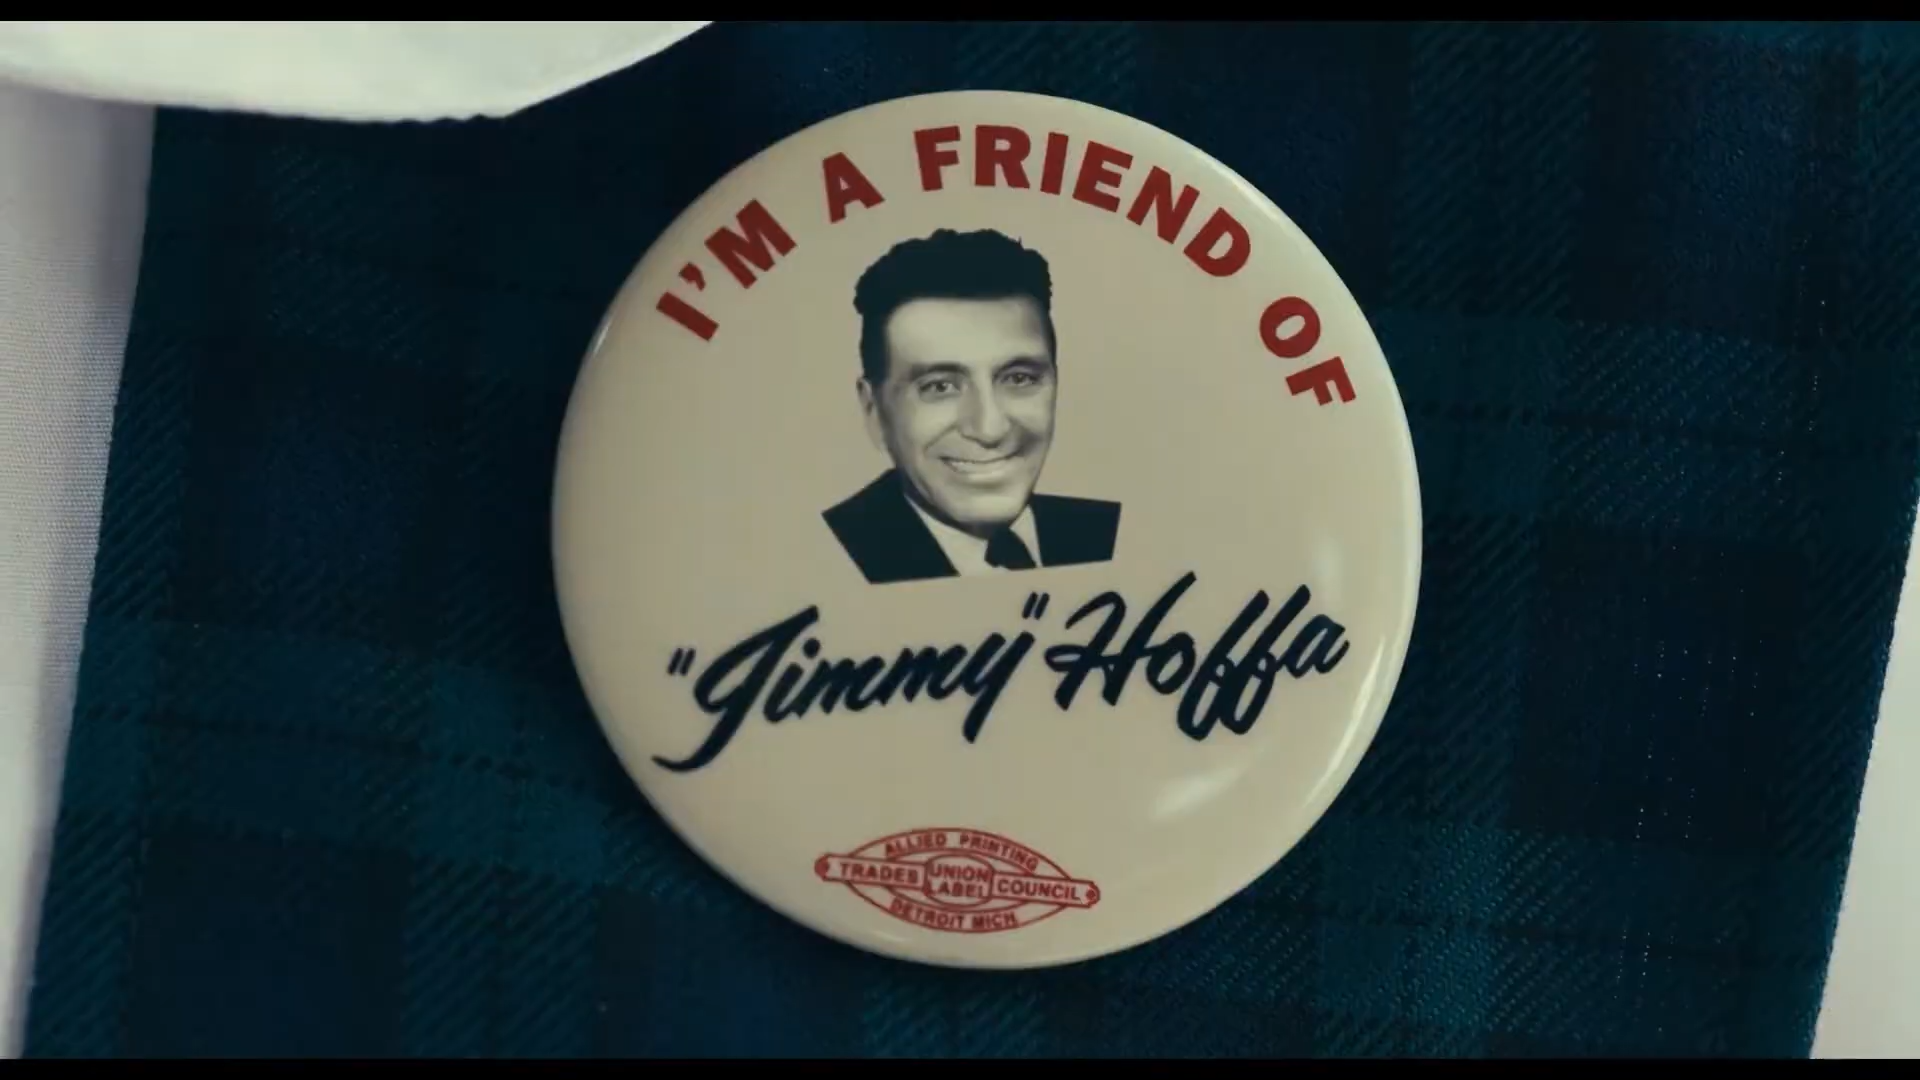 I'M A FRIEND OF
"Jimmy" Hoffa
ALLIED PRINTING
TRADES UNION LABEL COUNCIL
DETROIT MICH.